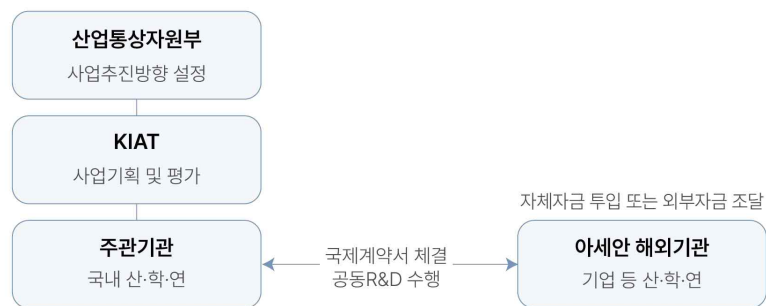 산업통상자원부
사업추진방향 설정
KIAT
사업기획 및 평가
자체자금 투입 또는 외부자금 조달
주관기관
국내 산·학·연
국제계약서 체결
공동R&D 수행
아세안 해외기관
기업 등 산·학·연